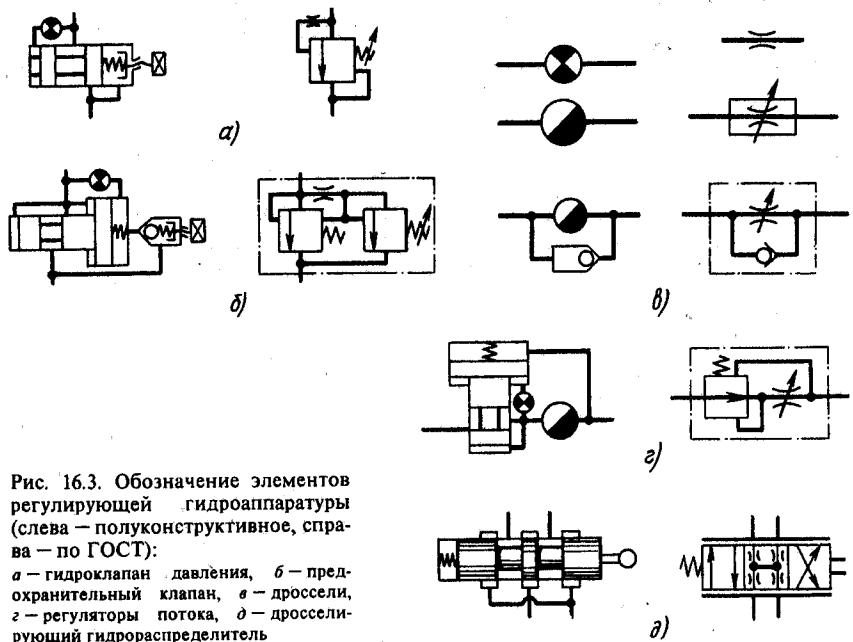 а)
б)
в)
г)
д)
Рис. 16.3. Обозначение элементов
регулирующей гидроаппаратуры
(слева — полуконструктивное, спра-
ва — по ГОСТ):
а — гидроклапан давления, б — пред-
охранительный клапан, в — дроссели,
г — регуляторы потока, д — дроссели-
рующий гидрораспределитель